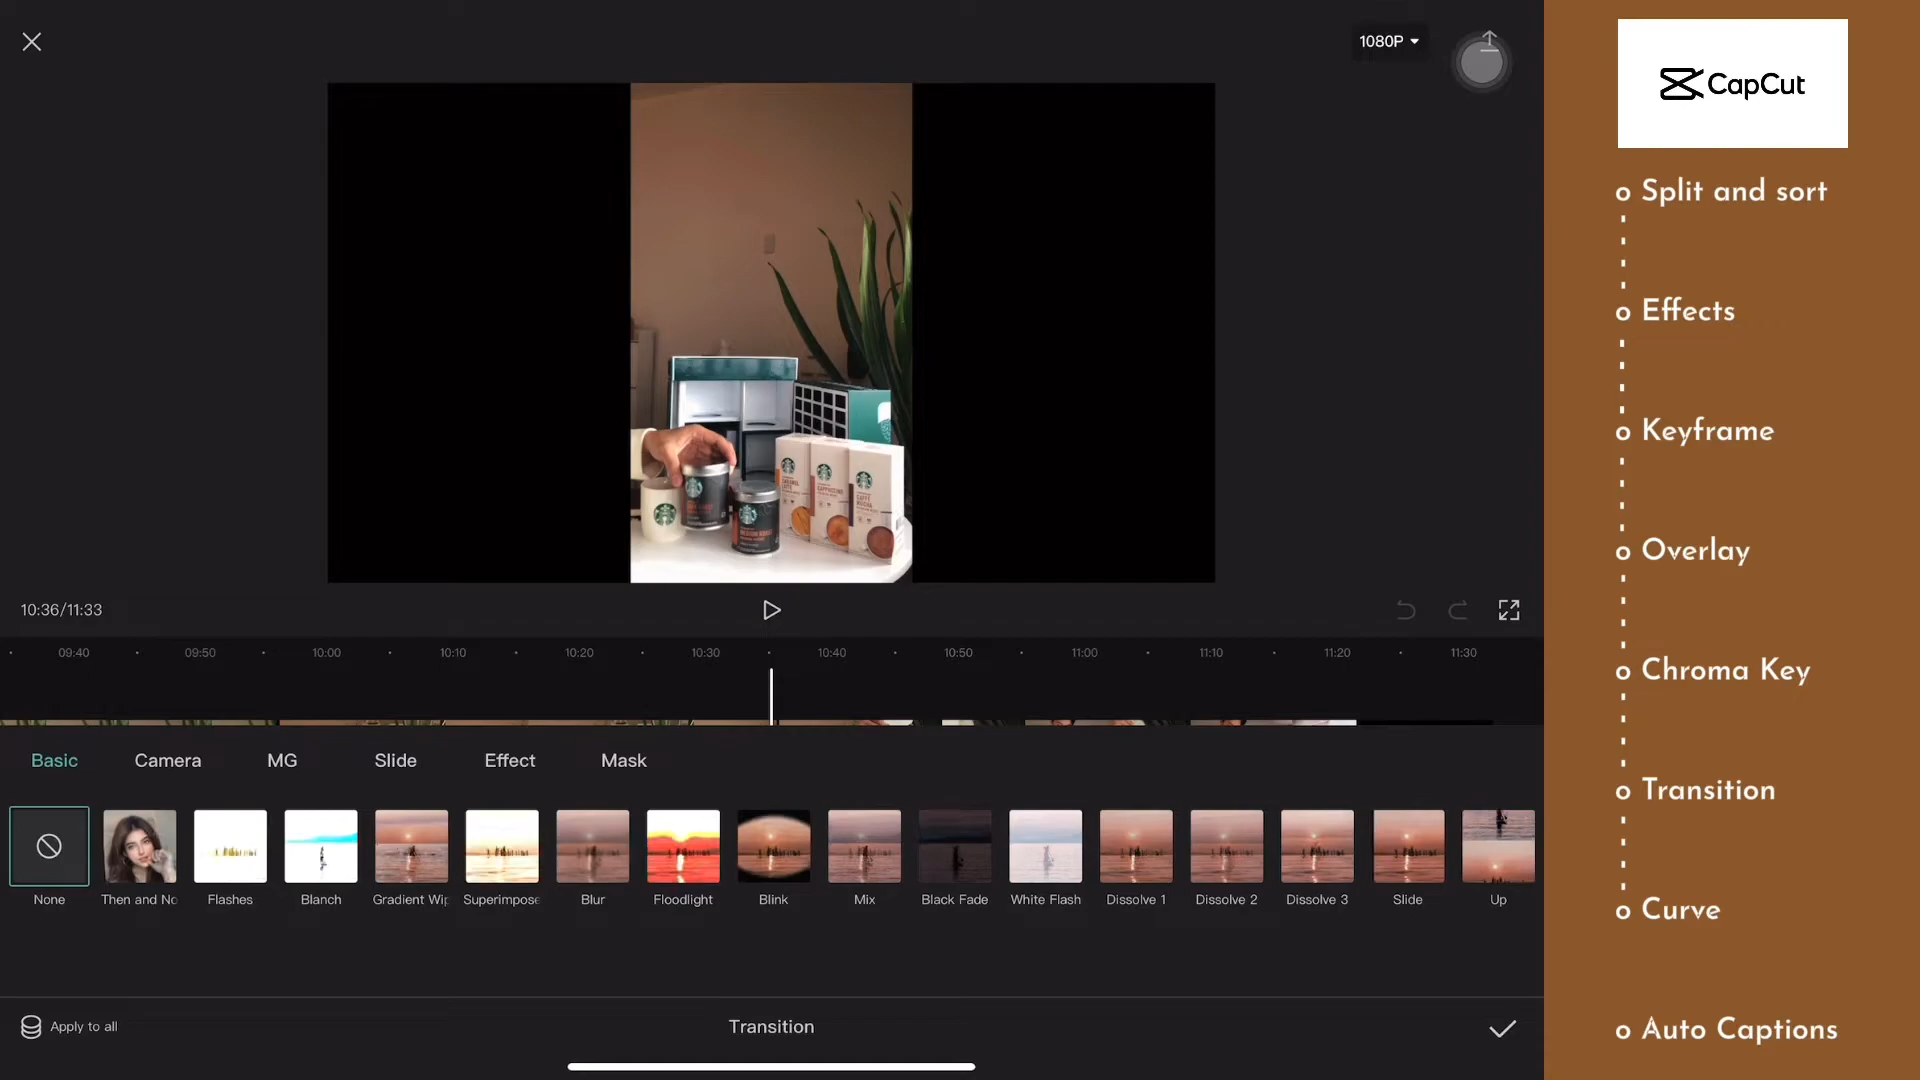 1080P
CapCut
Split and sort
Effects
Keyframe
Overlay
Chroma Key
Transition
Curve
Auto Captions
10:36/11:33
09:40
09:50
10:00
10:10
10:20
10:30
10:40
10:50
11:00
11:10
11:20
11:30
Basic
Camera
MG
Slide
Effect
Mask
None
Then and No
Flashes
Blanch
Gradient Wip
Superimpose
Blur
Floodlight
Blink
Mix
Black Fade
White Flash
Dissolve 1
Dissolve 2
Dissolve 3
Slide
Up
Apply to all
Transition